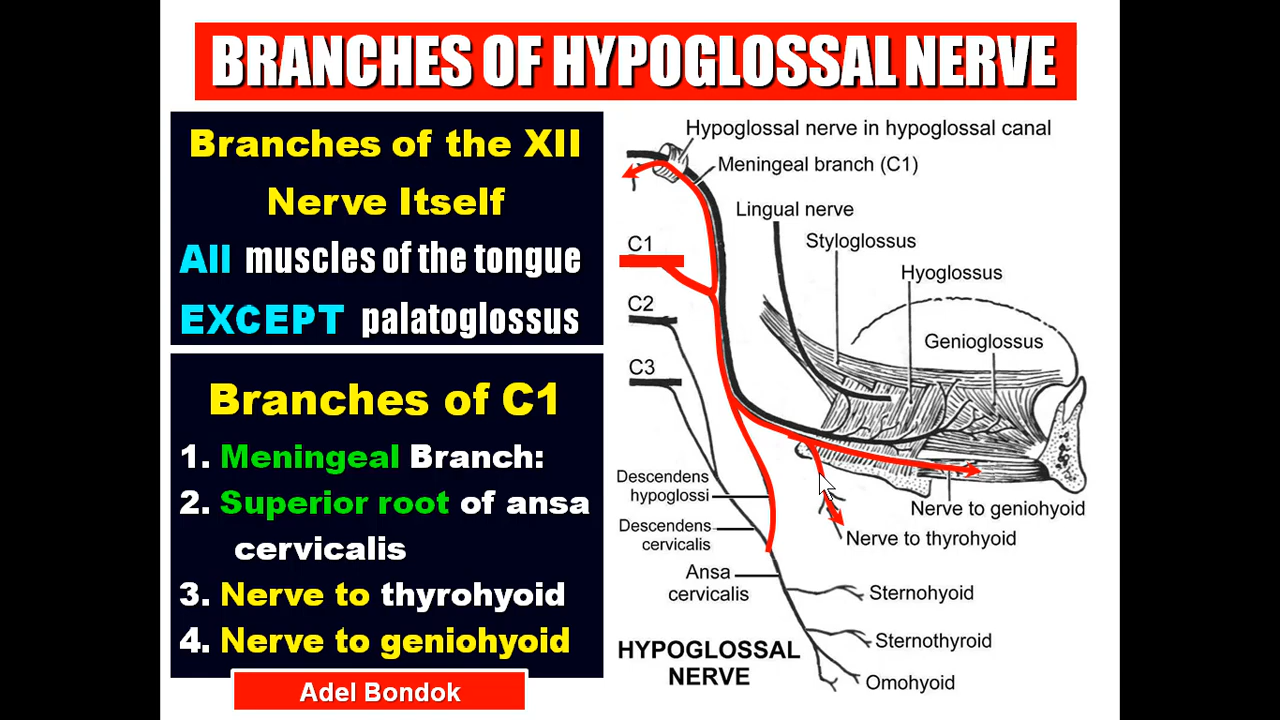 BRANCHES OF HYPOGLOSSAL NERVE
Branches of the XII
Nerve Itself
All muscles of the tongue
EXCEPT palatoglossus
Branches of C1
1. Meningeal Branch:
2. Superior root of ansa
cervicalis
3. Nerve to thyrohyoid
4. Nerve to geniohyoid
Adel Bondok
Hypoglossal nerve in hypoglossal canal
Meningeal branch (C1)
Lingual nerve
Styloglossus
C1
Hyoglossus
C2
Genioglossus
C3
Descendens
hypoglossi
Nerve to geniohyoid
Descendens
cervicalis
Nerve to thyrohyoid
Ansa
cervicalis
Sternohyoid
Sternothyroid
HYPOGLOSSAL
NERVE
Omohyoid